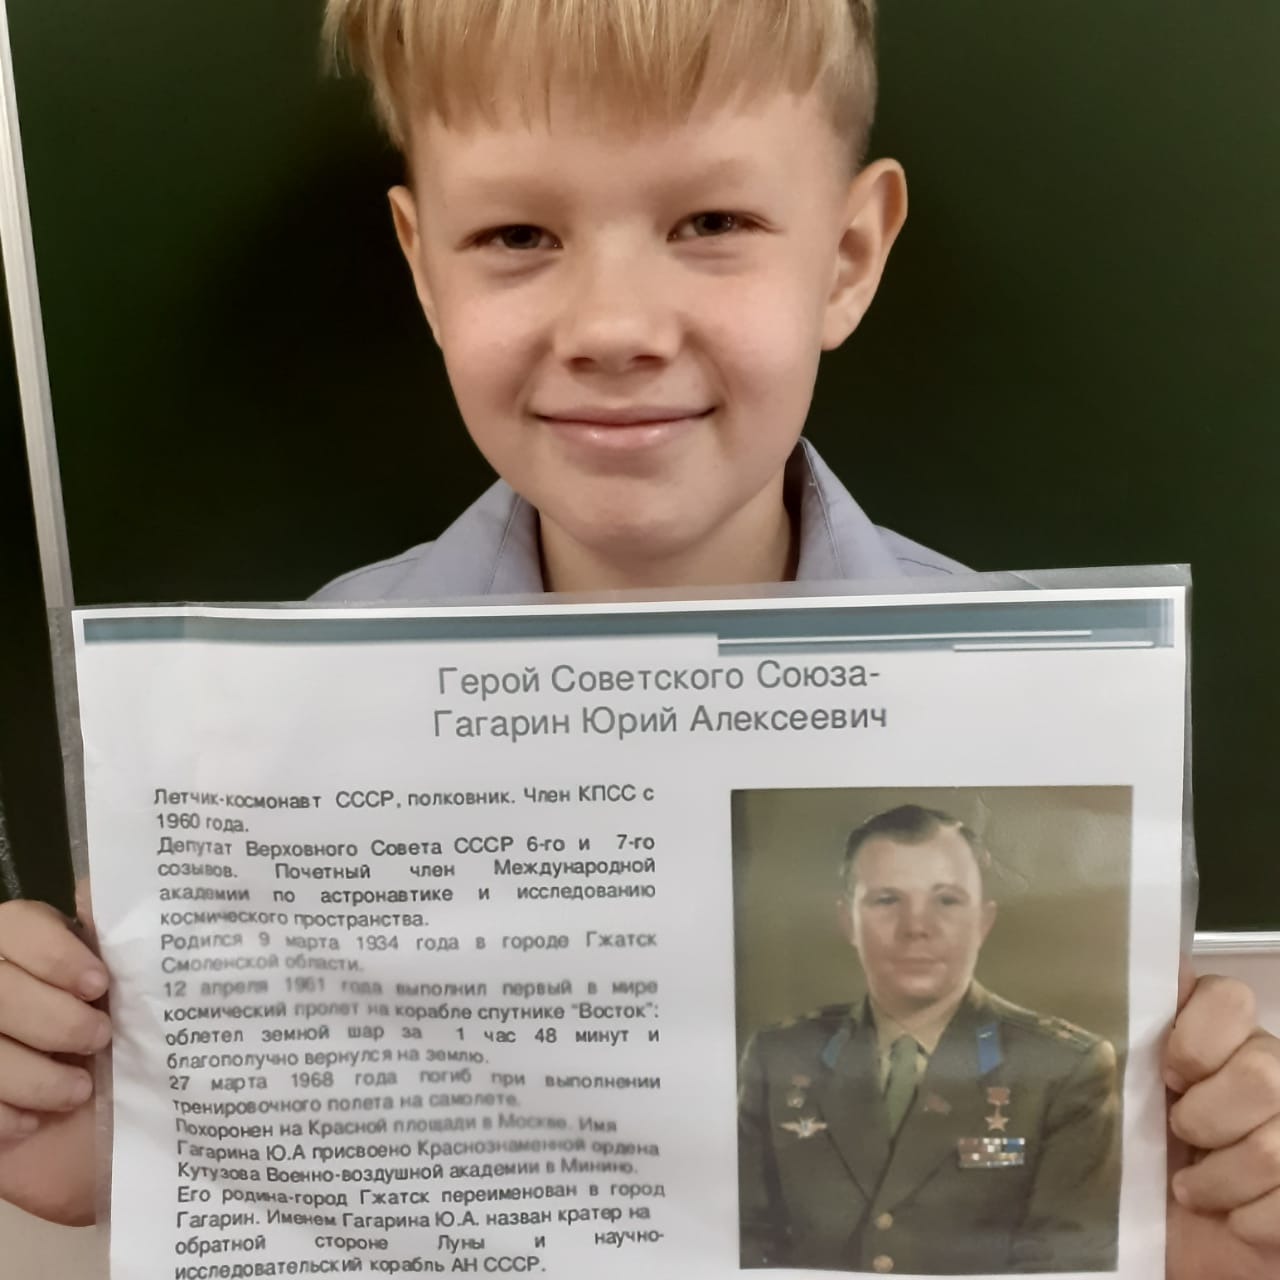 Герой Советского Союза-
Гагарин Юрий Алексеевич
Летчик-космонавт СССР, полковник. Член КПСС с
1960 года.
Депутат Верховного Совета СССР 6-го и 7-го
созывов. Почетный член Международной
академии по астронавтике и исследованию
космического пространства.
Родился 9 марта 1934 года в городе Гжатск
Смоленской области.
12 апреля 1961 года выполнил первый в мире
космический пролет на корабле спутнике "Восток":
облетел земной шар за 1 час 48 минут и
благополучно вернулся на землю.
27 марта 1968 года погиб при выполнении
тренировочного полета на самолете.
Похоронен на Красной площади в Москве. Имя
Гагарина Ю.А присвоено Краснознаменной ордена
Кутузова Военно-воздушной академии в Минино.
Его родина-город Гжатск переименован в город
Гагарин. Именем Гагарина Ю.А. назван кратер на
обратной стороне Луны и научно-
исследовательский корабль АН СССР.